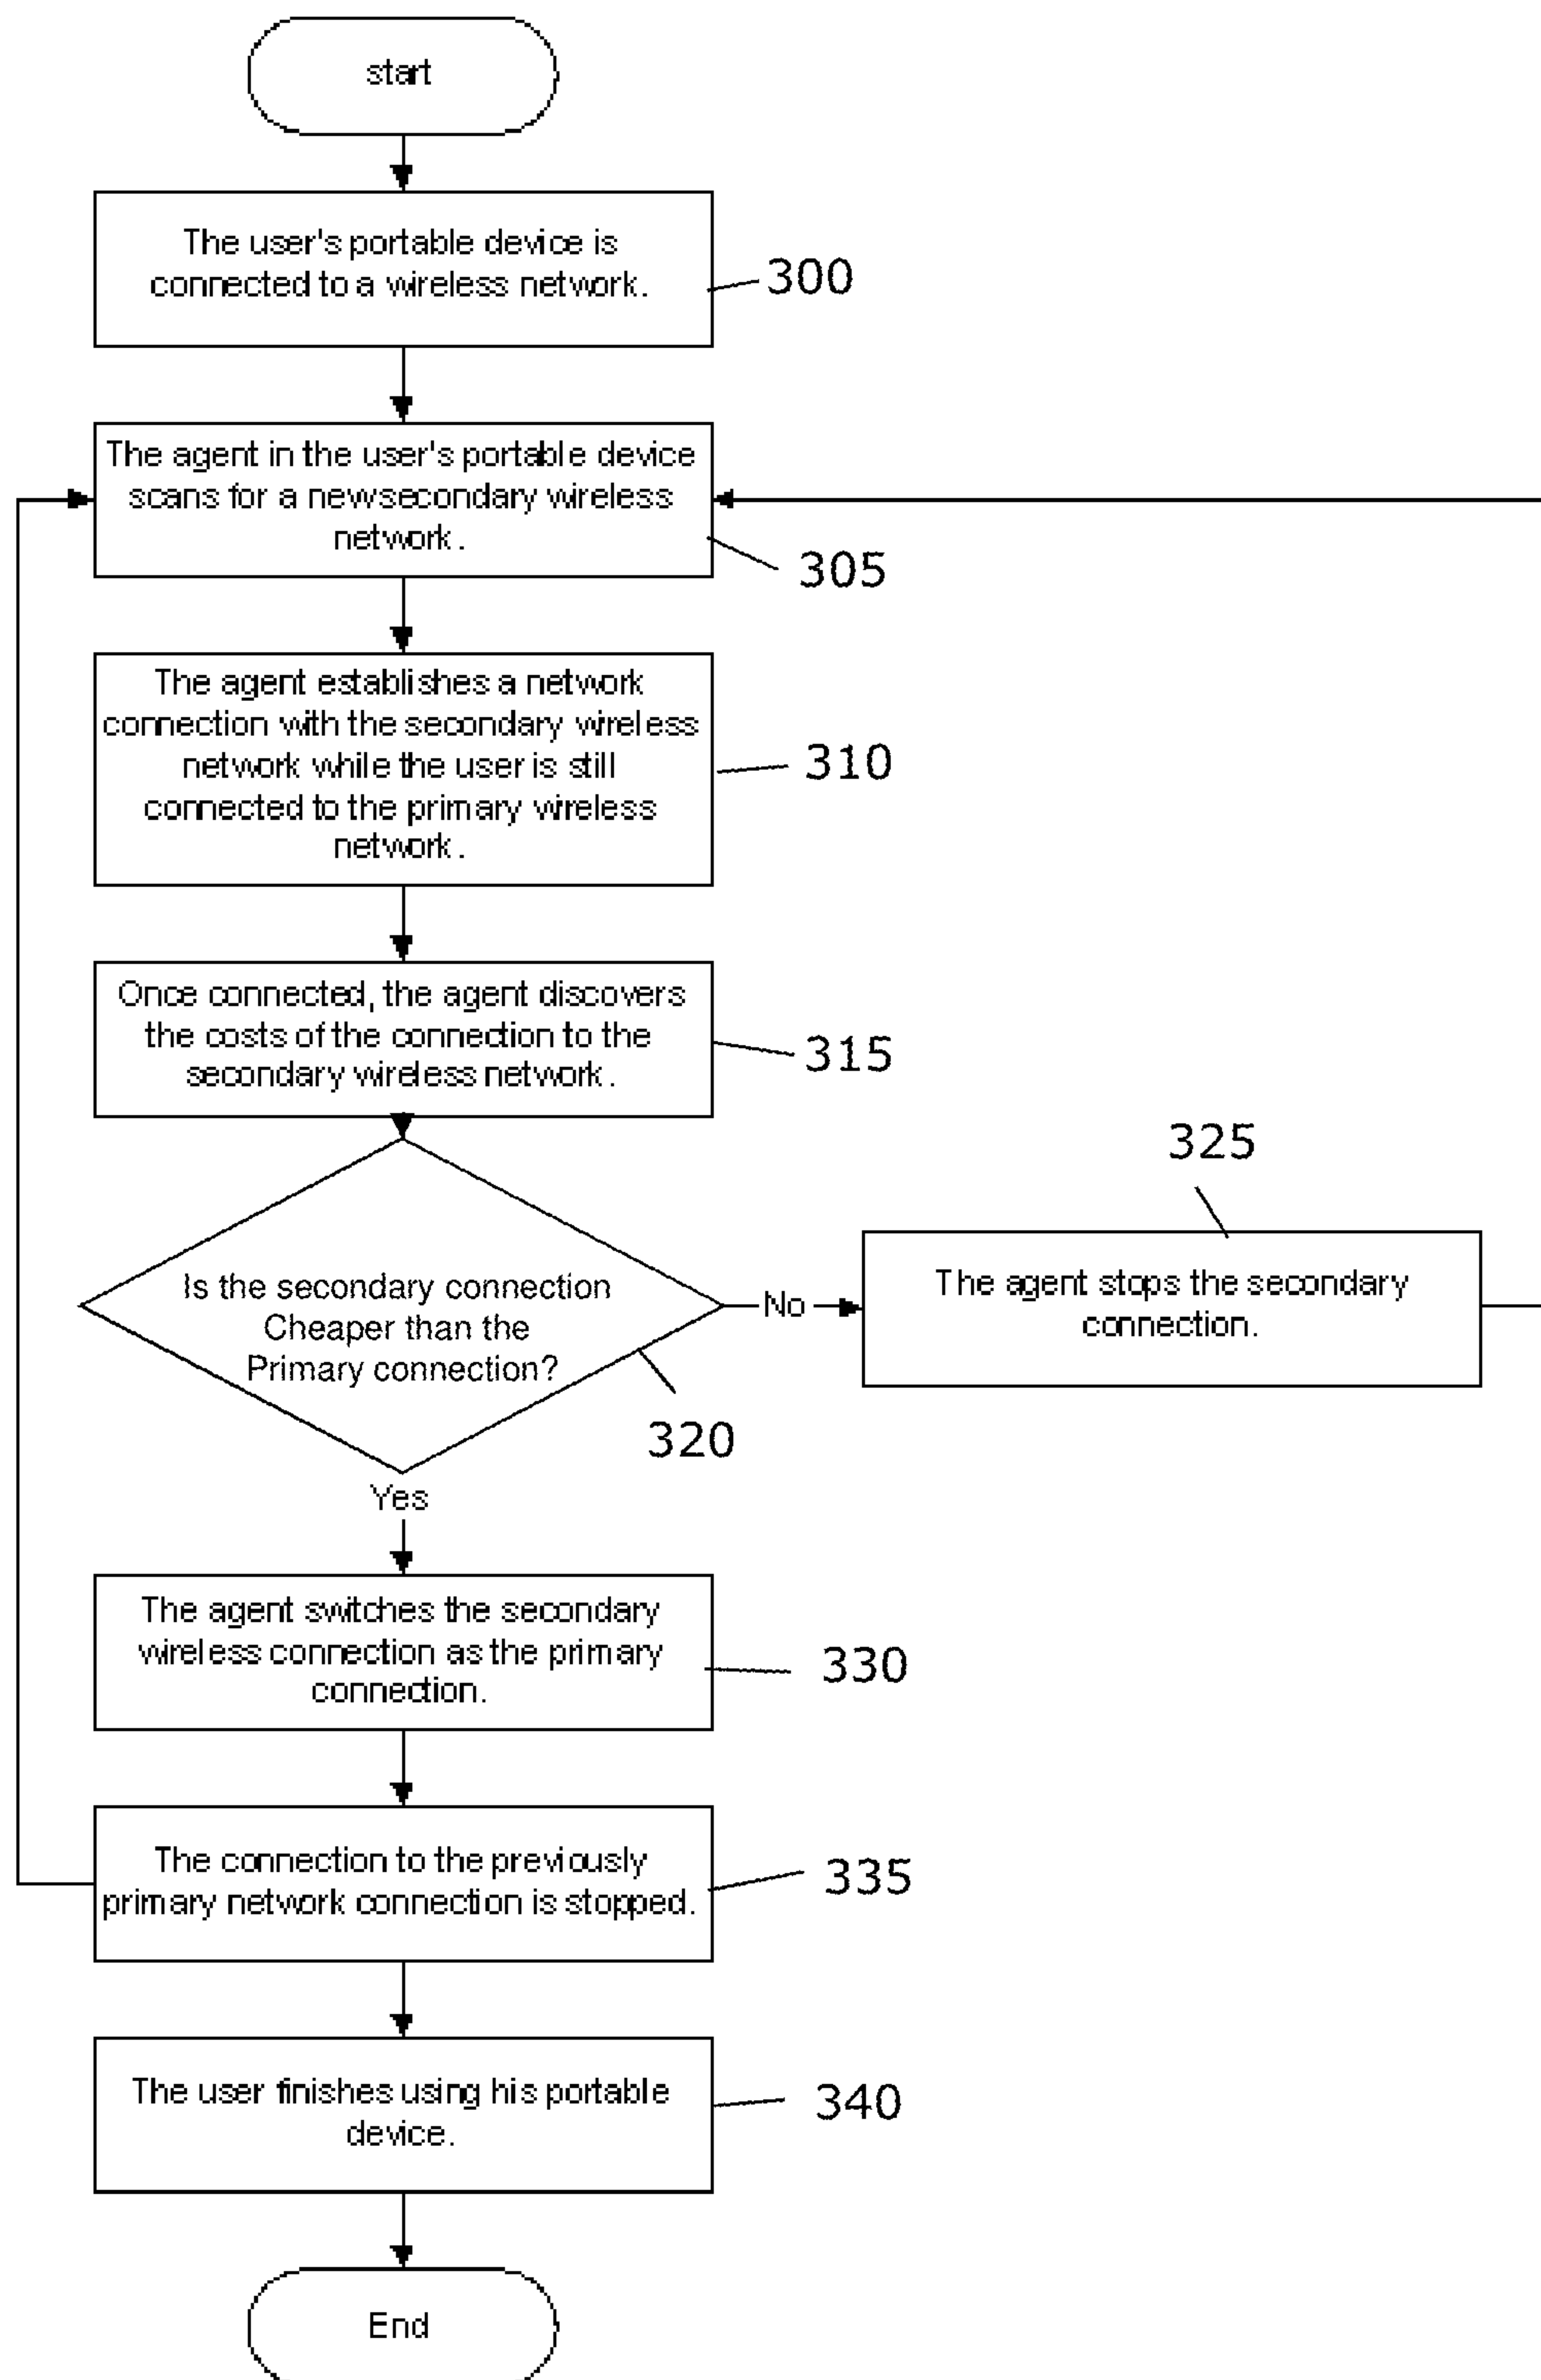 start
The user's portable device is
connected to a wireless network.
300
The agent in the user's portable device
scans for a new secondary wireless
network.
305
The agent establishes a network
connection with the secondary wireless
network while the user is still
connected to the primary wireless
network.
310
Once connected, the agent discovers
the costs of the connection to the
secondary wireless network.
315
Is the secondary connection
Cheaper than the
Primary connection?
320
No
325
The agent stops the secondary
connection.
Yes
The agent switches the secondary
wireless connection as the primary
connection.
330
The connection to the previously
primary network connection is stopped.
335
The user finishes using his portable
device.
340
End